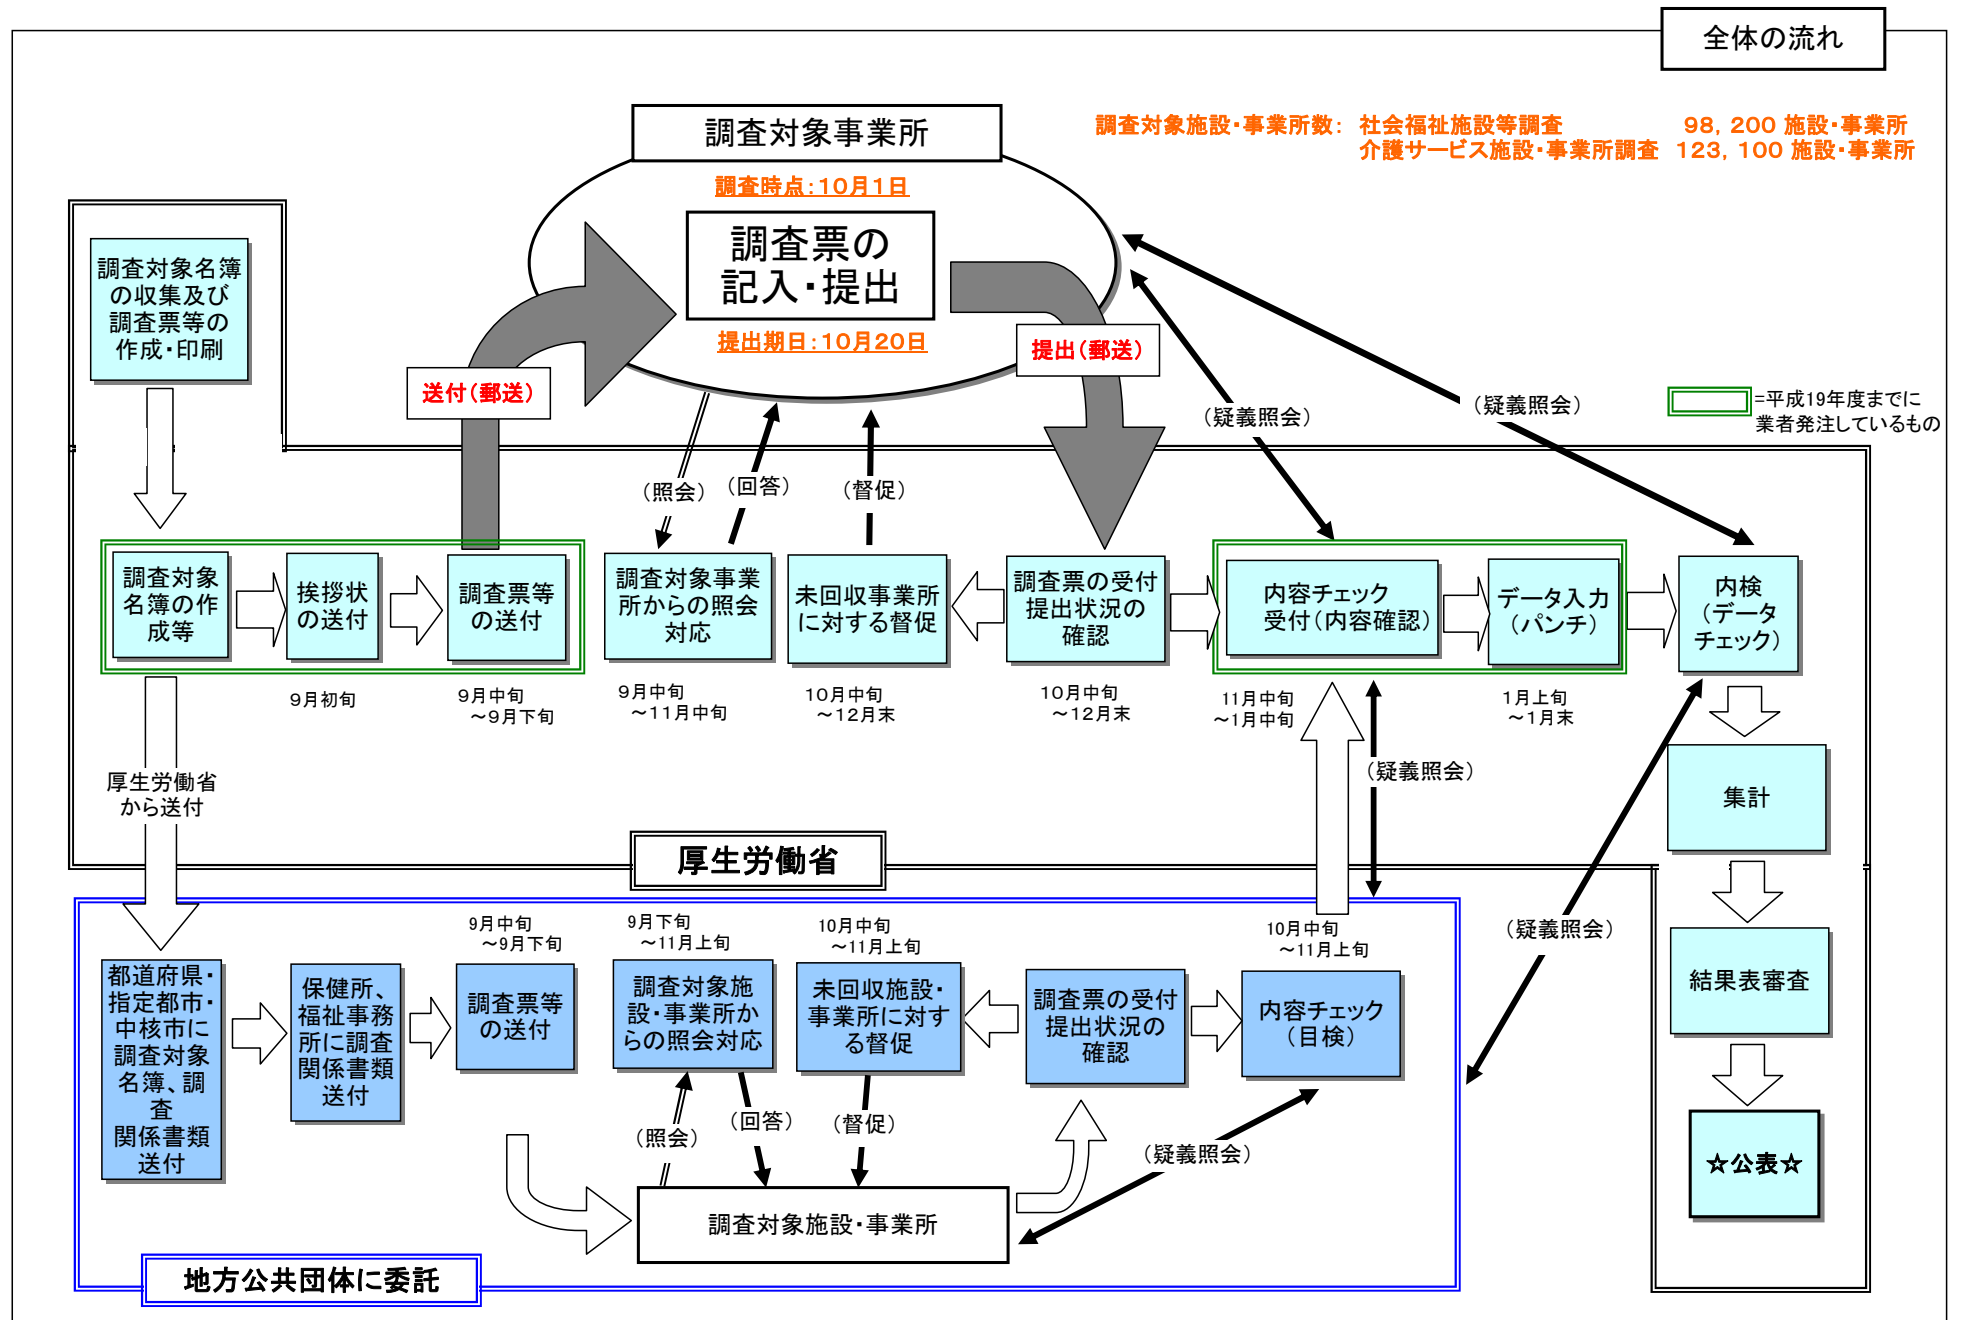 全体の流れ
調査対象事業所
調査対象施設・事業所数： 社会福祉施設等調査 98，200 施設・事業所
介護サービス施設・事業所調査 123，100 施設・事業所
調査時点：10月1日
調査票の
記入・提出
提出期日：10月20日
送付（郵送）
提出（郵送）
調査対象名簿
の収集及び
調査票等の
作成・印刷
=平成19年度までに
業者発注しているもの
（疑義照会）
（疑義照会）
（照会）
（回答）
（督促）
調査対象
名簿の作
成等
挨拶状
の送付
調査票等
の送付
調査対象事業
所からの照会
対応
未回収事業所
に対する督促
調査票の受付
提出状況の
確認
内容チェック
受付（内容確認）
データ入力
（パンチ）
内検
（データ
チェック）
9月初旬
9月中旬
～9月下旬
9月中旬
～11月中旬
10月中旬
～12月末
10月中旬
～12月末
11月中旬
～1月中旬
1月上旬
～1月末
厚生労働省
から送付
（疑義照会）
集計
厚生労働省
9月中旬
～9月下旬
9月下旬
～11月上旬
10月中旬
～11月上旬
10月中旬
～11月上旬
（疑義照会）
都道府県・
指定都市・
中核市に
調査対象
名簿、調
査
関係書類
送付
保健所、
福祉事務
所に調査
関係書類
送付
調査票等
の送付
調査対象施
設・事業所か
らの照会対応
未回収施設・
事業所に対す
る督促
調査票の受付
提出状況の
確認
内容チェック
（目検）
結果表審査
（照会）
（回答）
（督促）
（疑義照会）
☆公表☆
調査対象施設・事業所
地方公共団体に委託